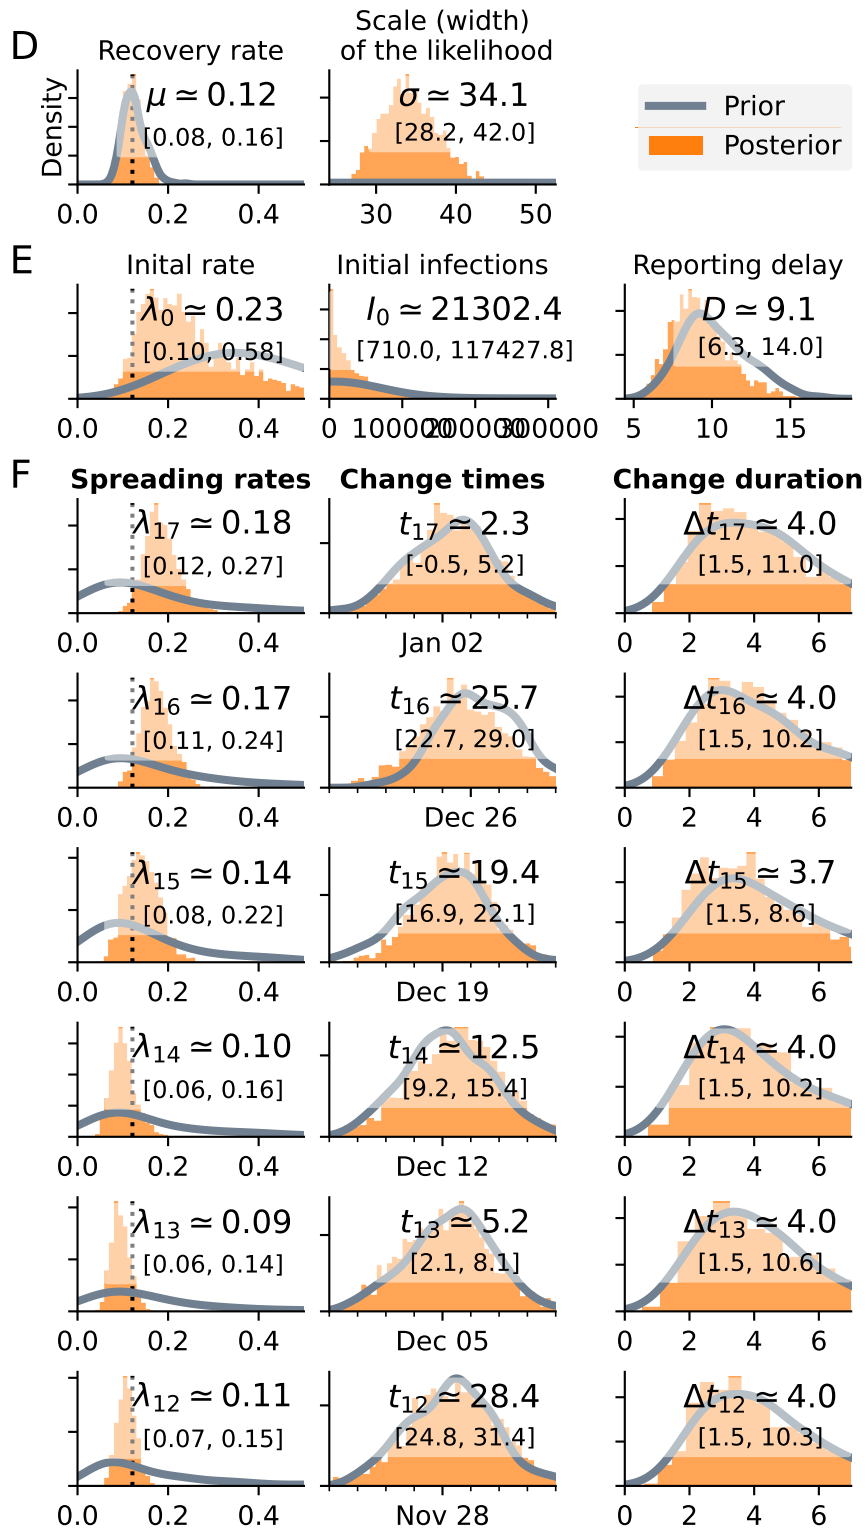 D
Recovery rate
Scale (width)
of the likelihood
Density
μ ≃ 0.12
[0.08, 0.16]
σ ≃ 34.1
[28.2, 42.0]
Prior
Posterior
0.0 0.2 0.4
30 40 50
E
Inital rate
Initial infections
Reporting delay
λ0 ≃ 0.23
[0.10, 0.58]
I0 ≃ 21302.4
[710.0, 117427.8]
D ≃ 9.1
[6.3, 14.0]
0.0 0.2 0.4
0 100000 200000 300000
5 10 15
F
Spreading rates
Change times
Change duration
λ17 ≃ 0.18
[0.12, 0.27]
t17 ≃ 2.3
[-0.5, 5.2]
Δt17 ≃ 4.0
[1.5, 11.0]
0.0 0.2 0.4
Jan 02
0 2 4 6
λ16 ≃ 0.17
[0.11, 0.24]
t16 ≃ 25.7
[22.7, 29.0]
Δt16 ≃ 4.0
[1.5, 10.2]
0.0 0.2 0.4
Dec 26
0 2 4 6
λ15 ≃ 0.14
[0.08, 0.22]
t15 ≃ 19.4
[16.9, 22.1]
Δt15 ≃ 3.7
[1.5, 8.6]
0.0 0.2 0.4
Dec 19
0 2 4 6
λ14 ≃ 0.10
[0.06, 0.16]
t14 ≃ 12.5
[9.2, 15.4]
Δt14 ≃ 4.0
[1.5, 10.2]
0.0 0.2 0.4
Dec 12
0 2 4 6
λ13 ≃ 0.09
[0.06, 0.14]
t13 ≃ 5.2
[2.1, 8.1]
Δt13 ≃ 4.0
[1.5, 10.6]
0.0 0.2 0.4
Dec 05
0 2 4 6
λ12 ≃ 0.11
[0.07, 0.15]
t12 ≃ 28.4
[24.8, 31.4]
Δt12 ≃ 4.0
[1.5, 10.3]
0.0 0.2 0.4
Nov 28
0 2 4 6